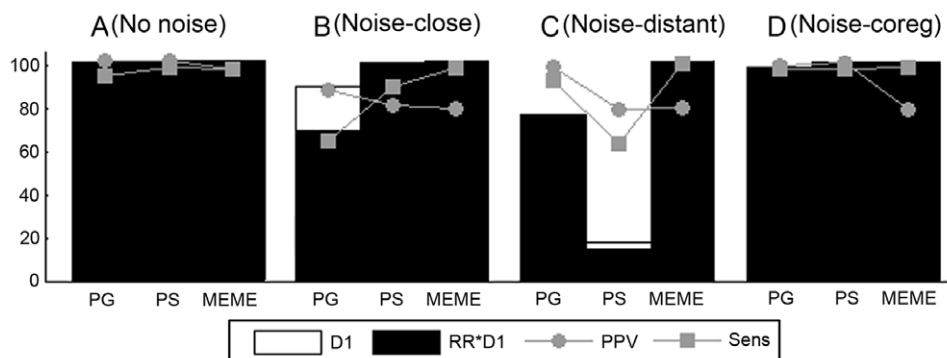 A (No noise) B (Noise-close) C (Noise-distant) D (Noise-coreg)
100
80
60
40
20
0
PG PS MEME PG PS MEME PG PS MEME PG PS MEME
D1 RR*D1 PPV Sens